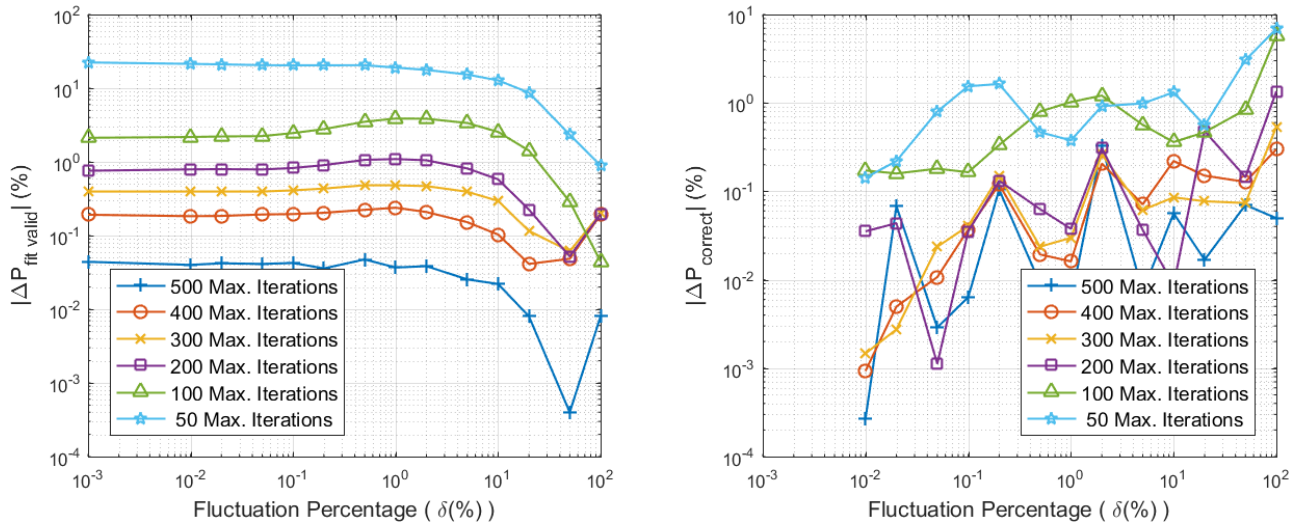 10^2
10^1
10^0
10^-1
10^-2
10^-3
10^-4
|ΔP_fit valid| (%)
500 Max. Iterations
400 Max. Iterations
300 Max. Iterations
200 Max. Iterations
100 Max. Iterations
50 Max. Iterations
10^-3
10^-2
10^-1
10^0
10^1
10^2
Fluctuation Percentage ( δ(%) )
10^1
10^0
10^-1
10^-2
10^-3
10^-4
|ΔP_correct| (%)
500 Max. Iterations
400 Max. Iterations
300 Max. Iterations
200 Max. Iterations
100 Max. Iterations
50 Max. Iterations
10^-3
10^-2
10^-1
10^0
10^1
10^2
Fluctuation Percentage ( δ(%) )